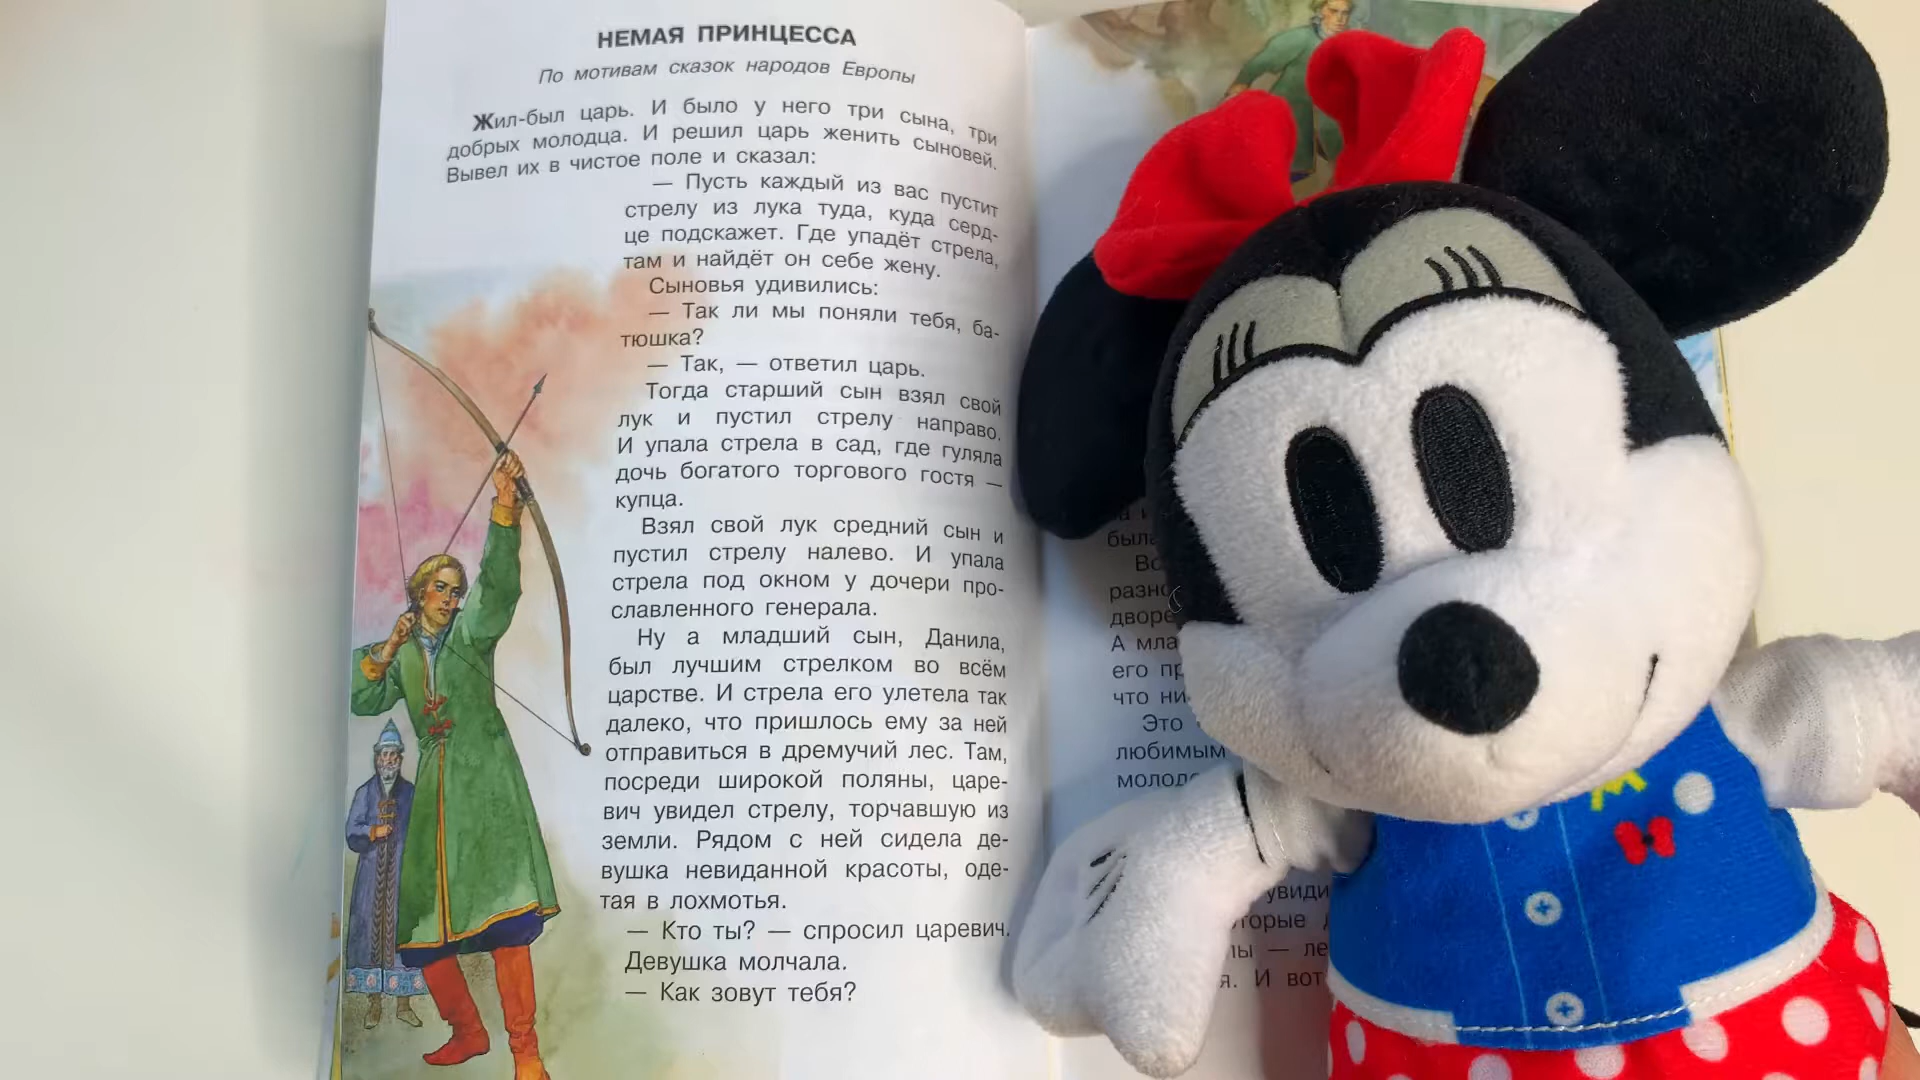 НЕМАЯ ПРИНЦЕССА
По мотивам сказок народов Европы
Жил-был царь. И было у него три сына, три
добрых молодца. И решил царь женить сыновей.
Вывел их в чистое поле и сказал:
— Пусть каждый из вас пустит
стрелу из лука туда, куда серд-
це подскажет. Где упадёт стрела,
там и найдёт он себе жену.
Сыновья удивились:
— Так ли мы поняли тебя, ба-
тюшка?
— Так, — ответил царь.
Тогда старший сын взял свой
лук и пустил стрелу направо.
И упала стрела в сад, где гуляла
дочь богатого торгового гостя —
купца.
Взял свой лук средний сын и
пустил стрелу налево. И упала
стрела под окном у дочери про-
славленного генерала.
Ну а младший сын, Данила,
был лучшим стрелком во всём
царстве. И стрела его улетела так
далеко, что пришлось ему за ней
отправиться в дремучий лес. Там,
посреди широкой поляны, царе-
вич увидел стрелу, торчавшую из
земли. Рядом с ней сидела де-
вушка невиданной красоты, оде-
тая в лохмотья.
— Кто ты? — спросил царевич.
Девушка молчала.
— Как зовут тебя?
была
разно
дворе
А мла
его пр
что ни
Это
любимым
молод
увиди
торые
лы — ле
я. И вот